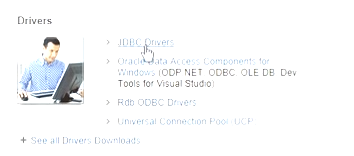 Drivers
JDBC Drivers
Oracle Data Access Components for
Windows (ODP.NET, ODBC, OLE DB, Dev
Tools for Visual Studio)
Rdb ODBC Drivers
Universal Connection Pool (UCP)
+ See all Drivers Downloads